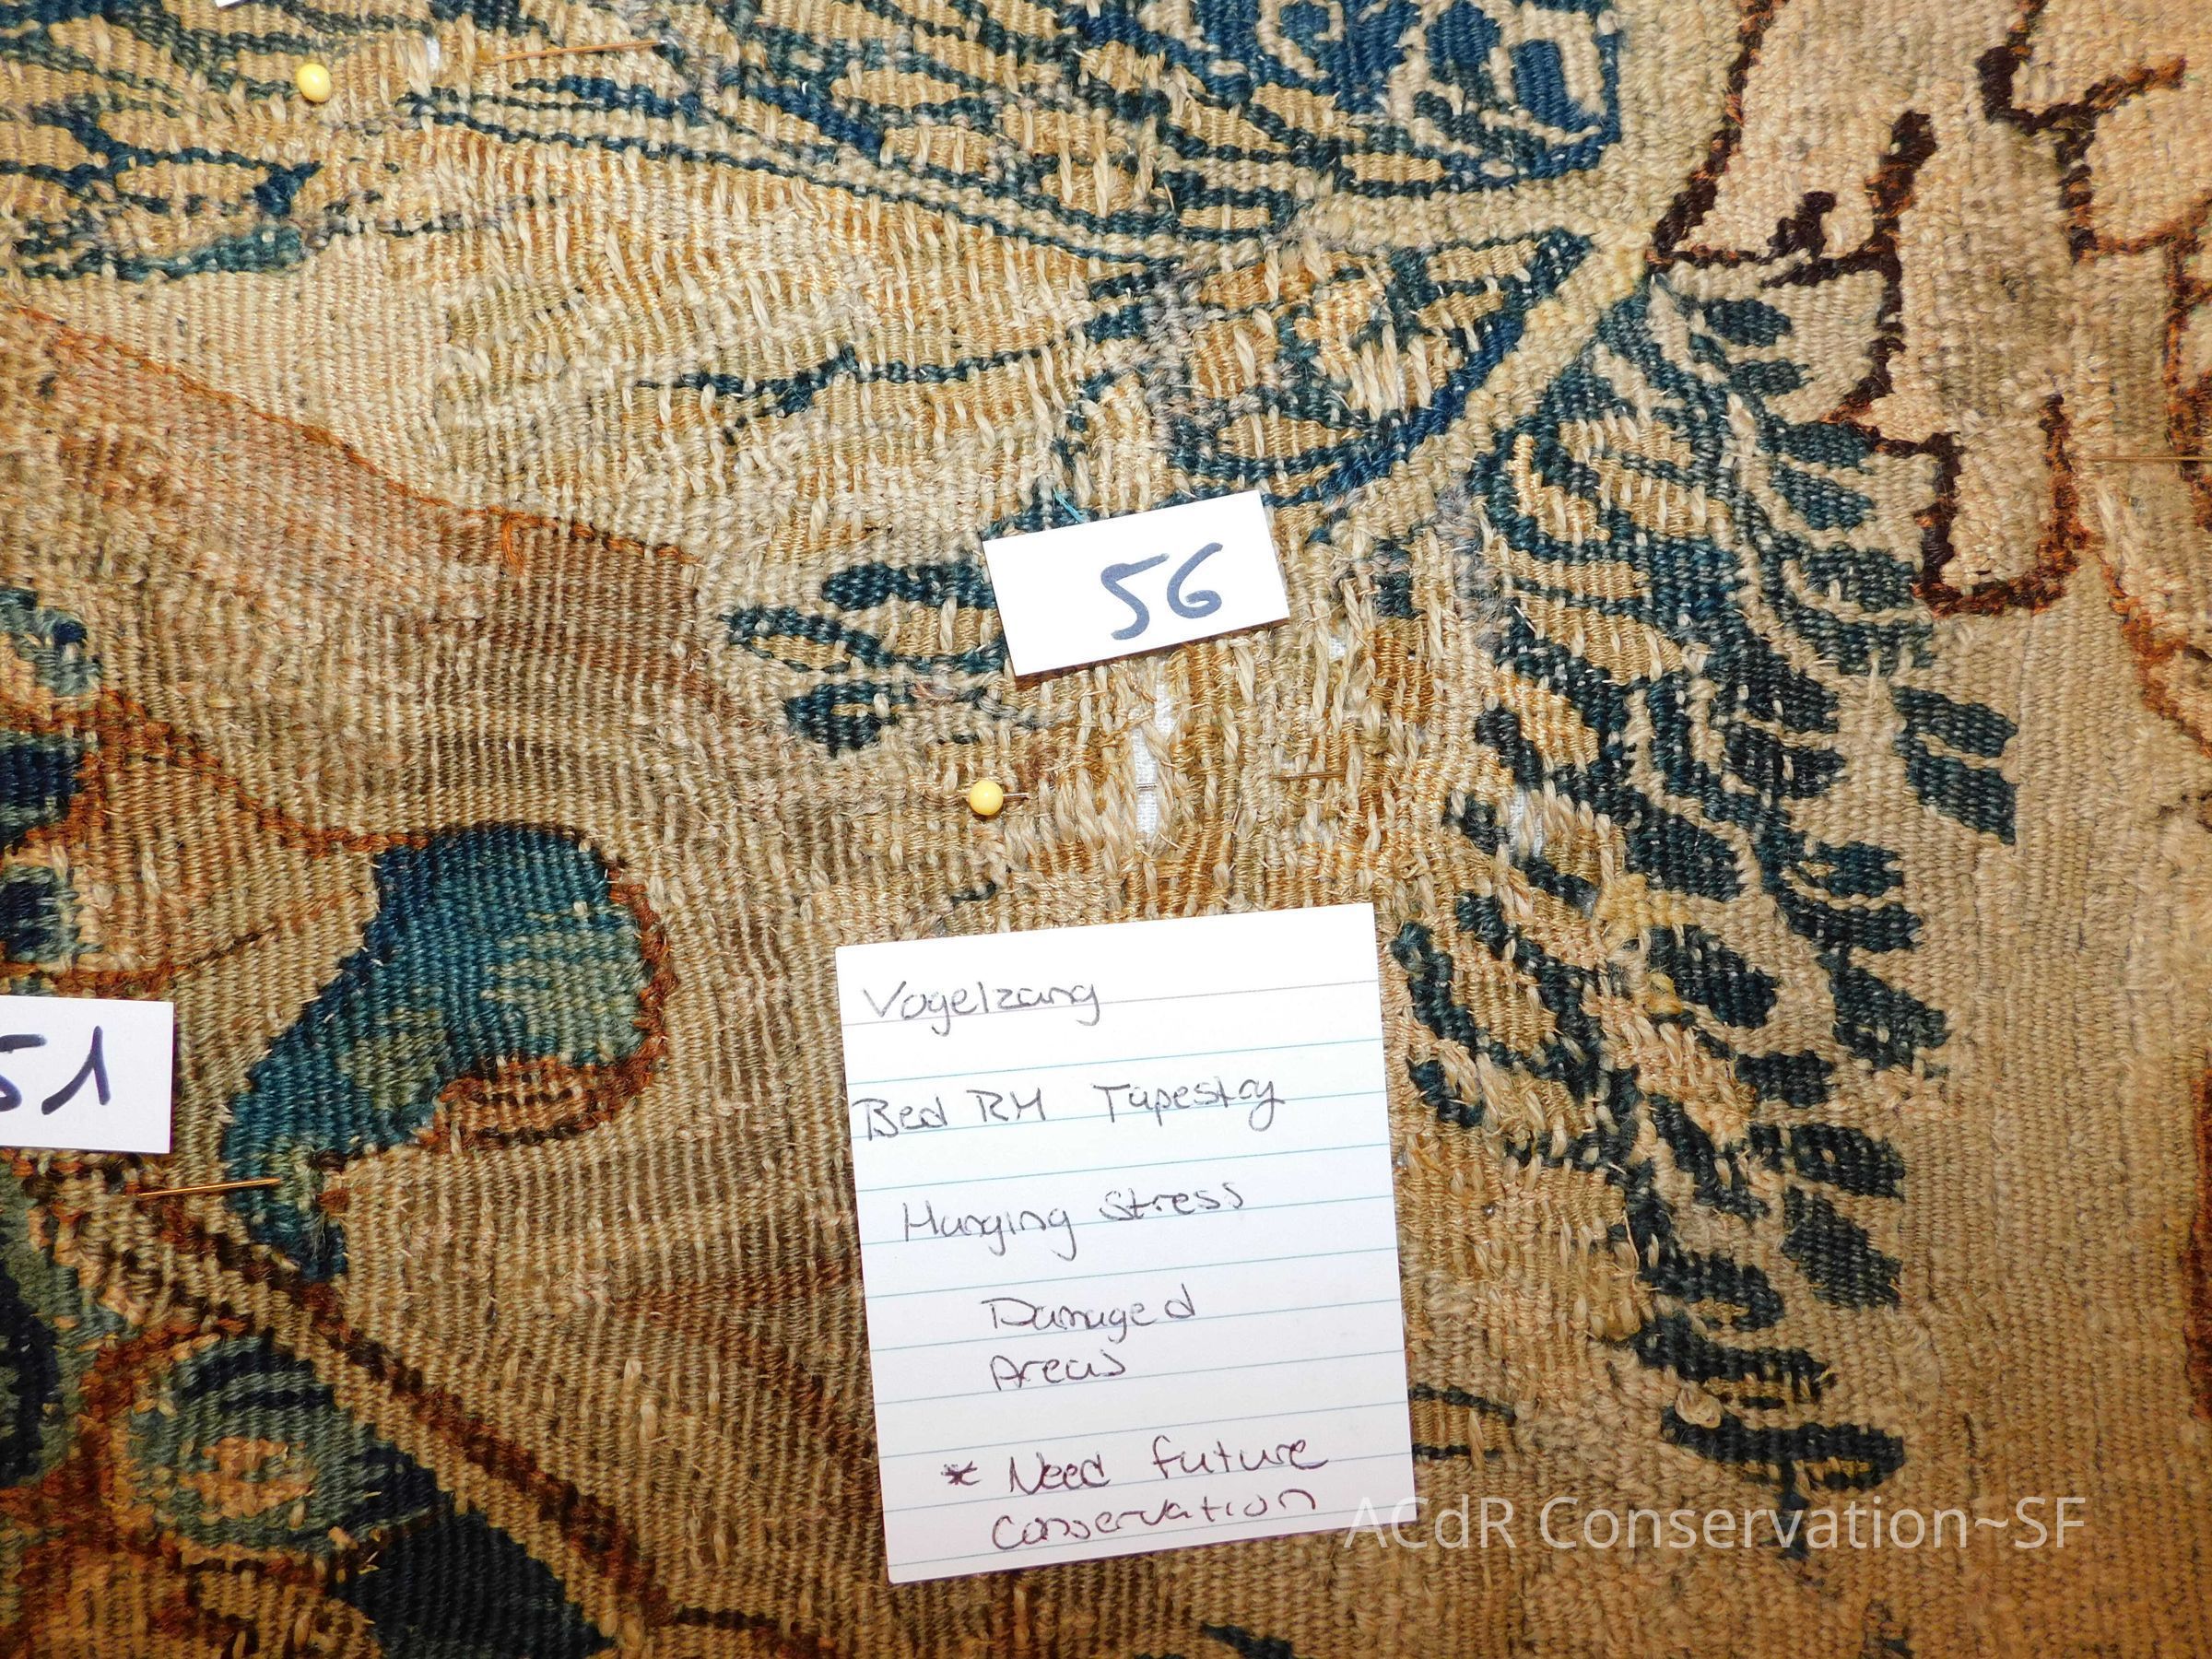 56
Vogelzang
51
Bed RM Tapestry
Hanging stress
Damaged
Areas
* Need future
conservation
ACdR Conservation~SF